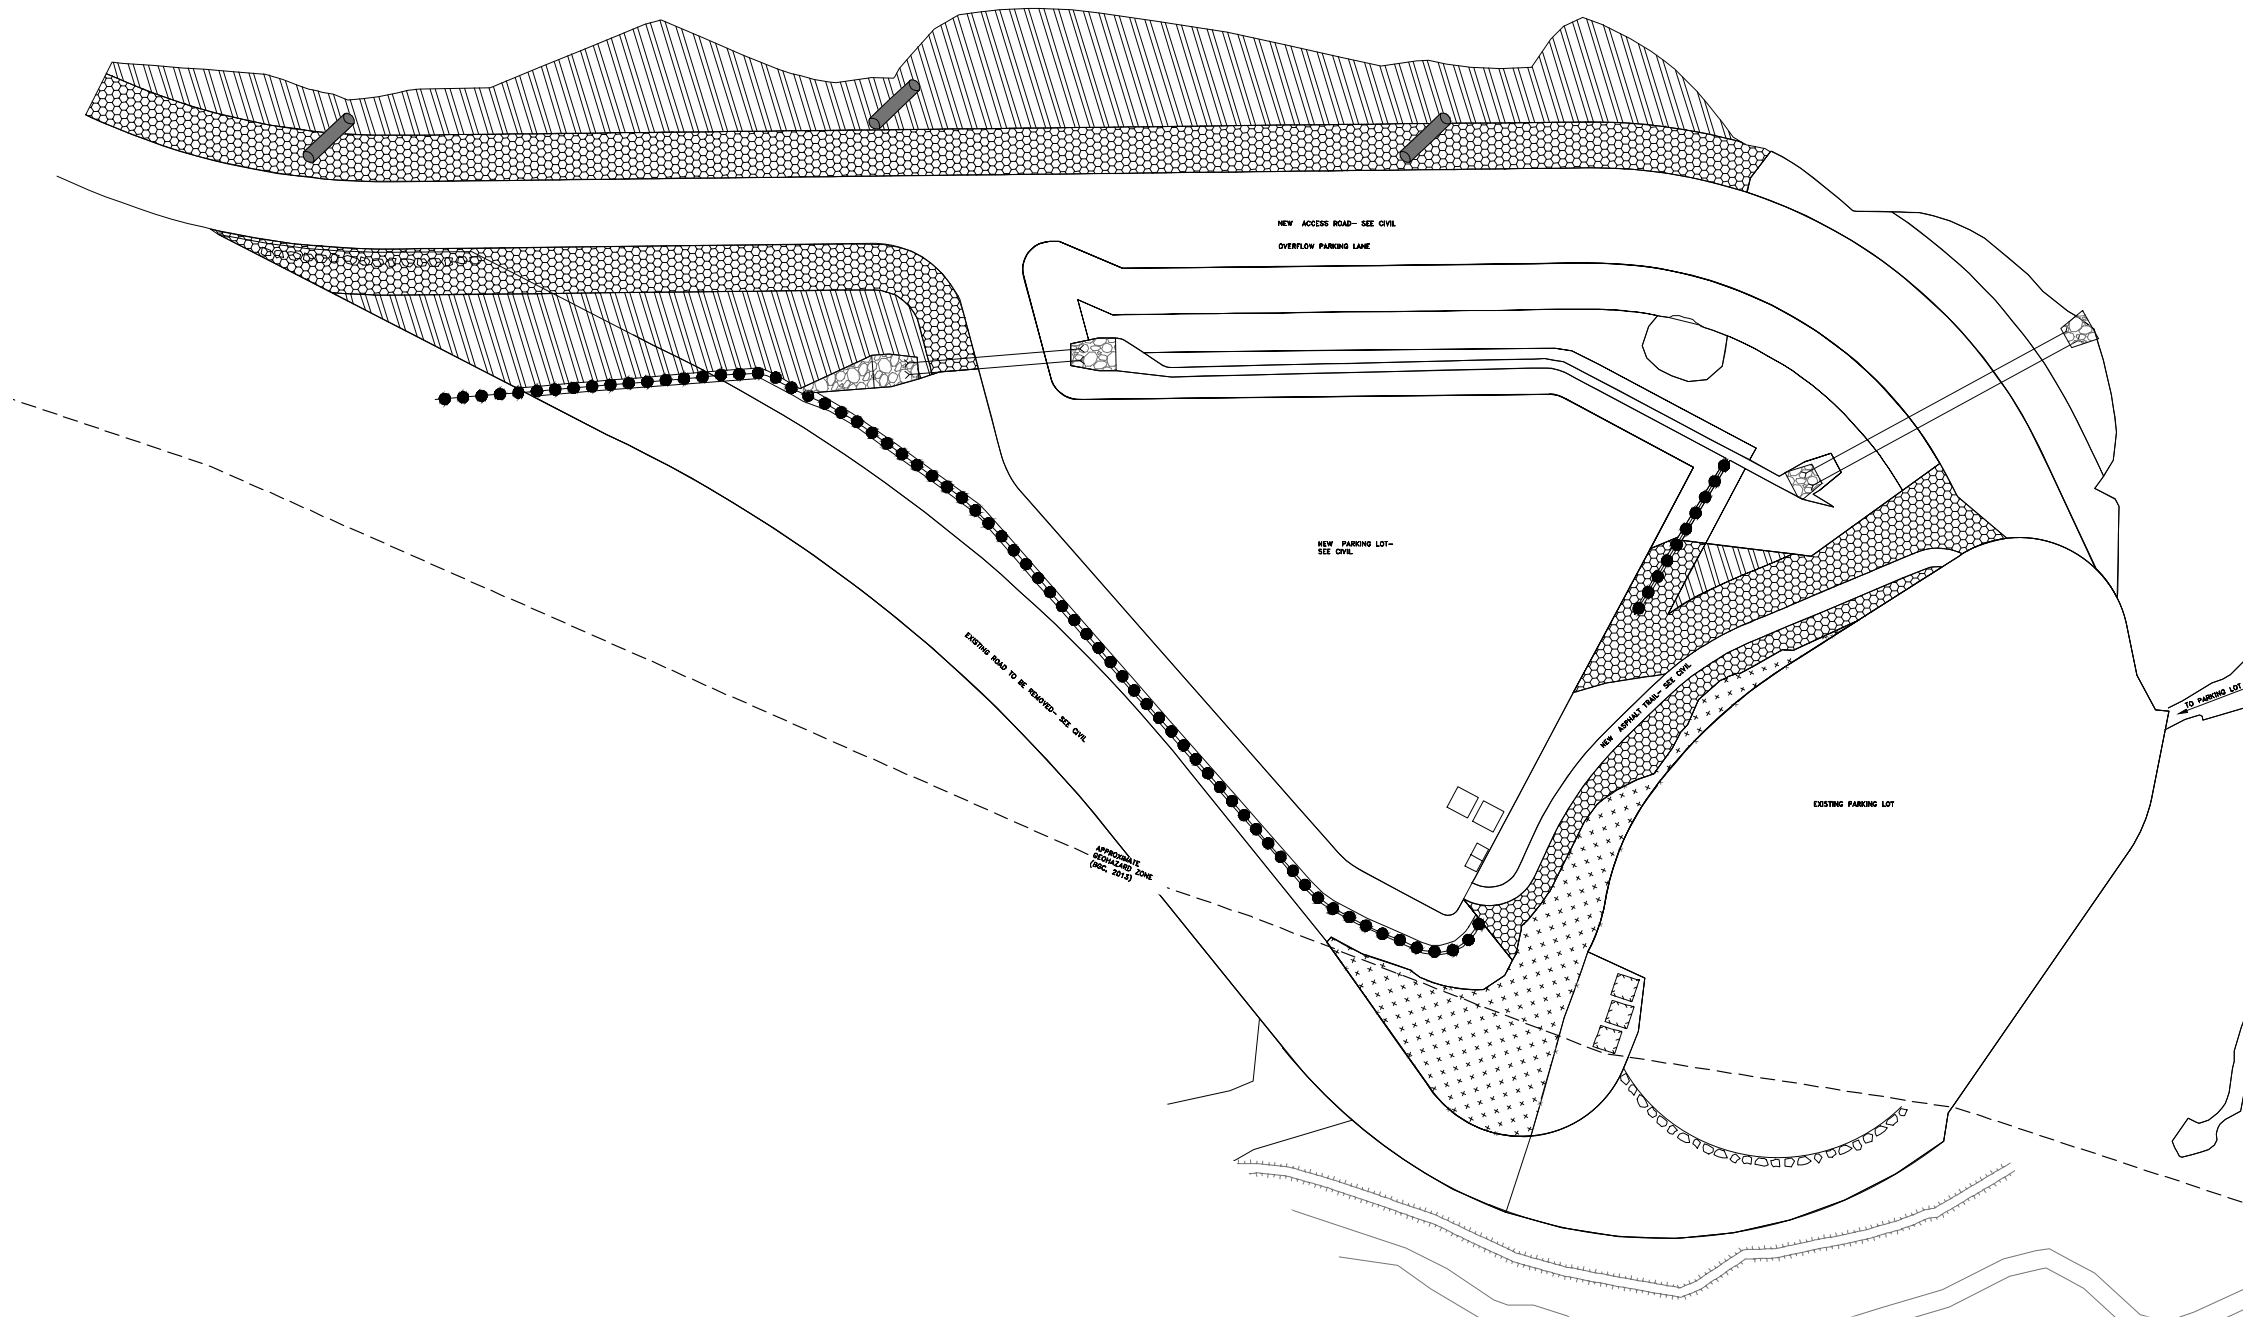 NEW ACCESS ROAD- SEE CIVIL
OVERFLOW PARKING LANE
NEW PARKING LOT-
SEE CIVIL
EXISTING ROAD TO BE REMOVED- SEE CIVIL
NEW ASPHALT TRAIL- SEE CIVIL
TO PARKING LOT
EXISTING PARKING LOT
APPROXIMATE
GEOHAZARD ZONE
(BGC, 2013)